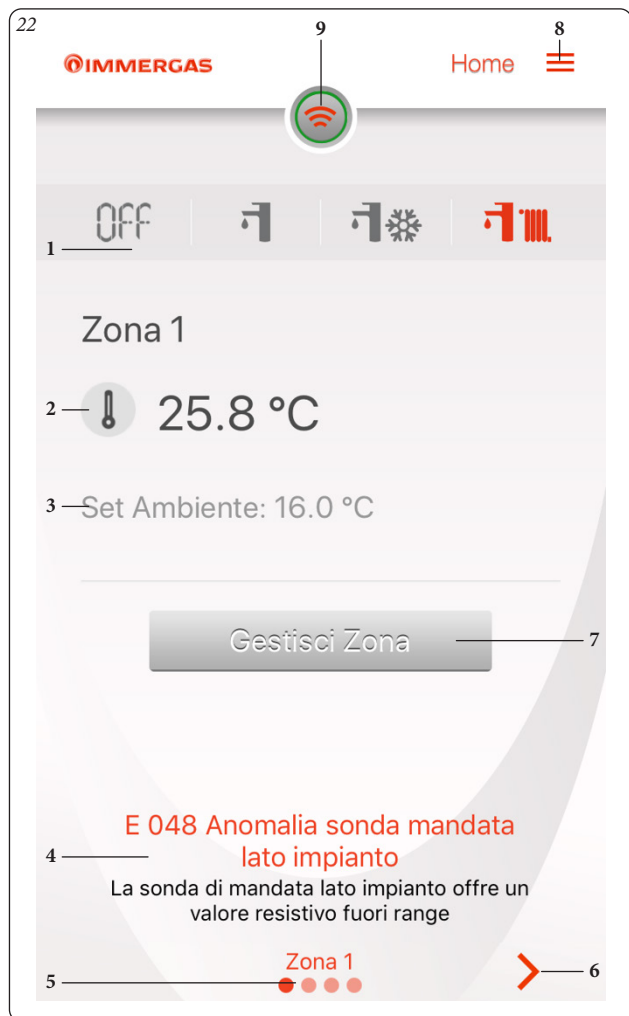 22
9
8
IMMERGAS
Home
OFF
1
Zona 1
2
25.8 °C
3
Set Ambiente: 16.0 °C
Gestisci Zona
7
E 048 Anomalia sonda mandata
4
lato impianto
La sonda di mandata lato impianto offre un
valore resistivo fuori range
Zona 1
5
6